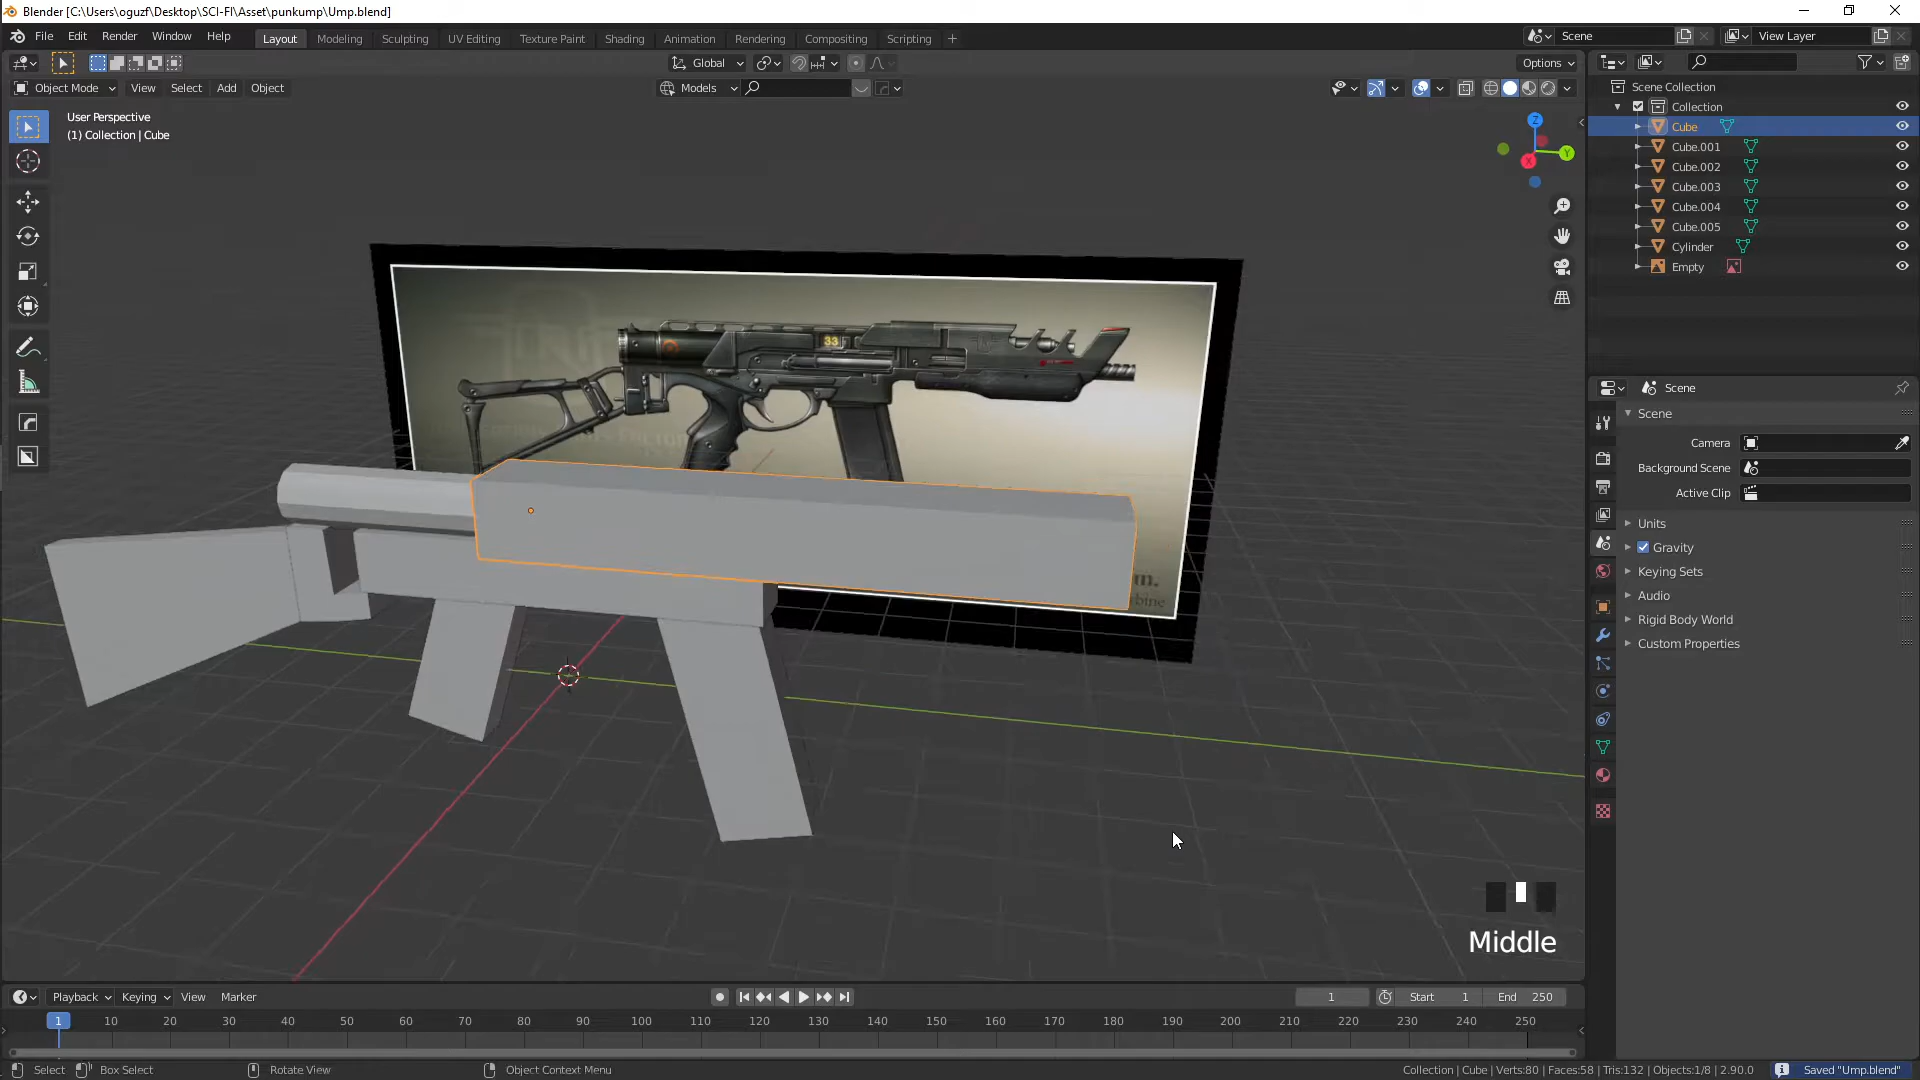 Blender [C:\Users\oguzf\Desktop\SCI-FI\Asset\punkump\Ump.blend]
File Edit Render Window Help
Layout Modeling Sculpting UV Editing Texture Paint Shading Animation Rendering Compositing Scripting +
Scene
View Layer
Global
Options
Object Mode View Select Add Object
Models
User Perspective
(1) Collection | Cube
Z
Y
X
33
m.
Scene Collection
Collection
Cube
Cube.001
Cube.002
Cube.003
Cube.004
Cube.005
Cylinder
Empty
Scene
Scene
Camera
Background Scene
Active Clip
Units
Gravity
Keying Sets
Audio
Rigid Body World
Custom Properties
Middle
Playback Keying View Marker
1 Start 1 End 250
1 10 20 30 40 50 60 70 80 90 100 110 120 130 140 150 160 170 180 190 200 210 220 230 240 250
Select Box Select Rotate View Object Context Menu
Collection | Cube | Verts:80 | Faces:58 | Tris:132 | Objects:1/8 | 2.90.0 Saved "Ump.blend"